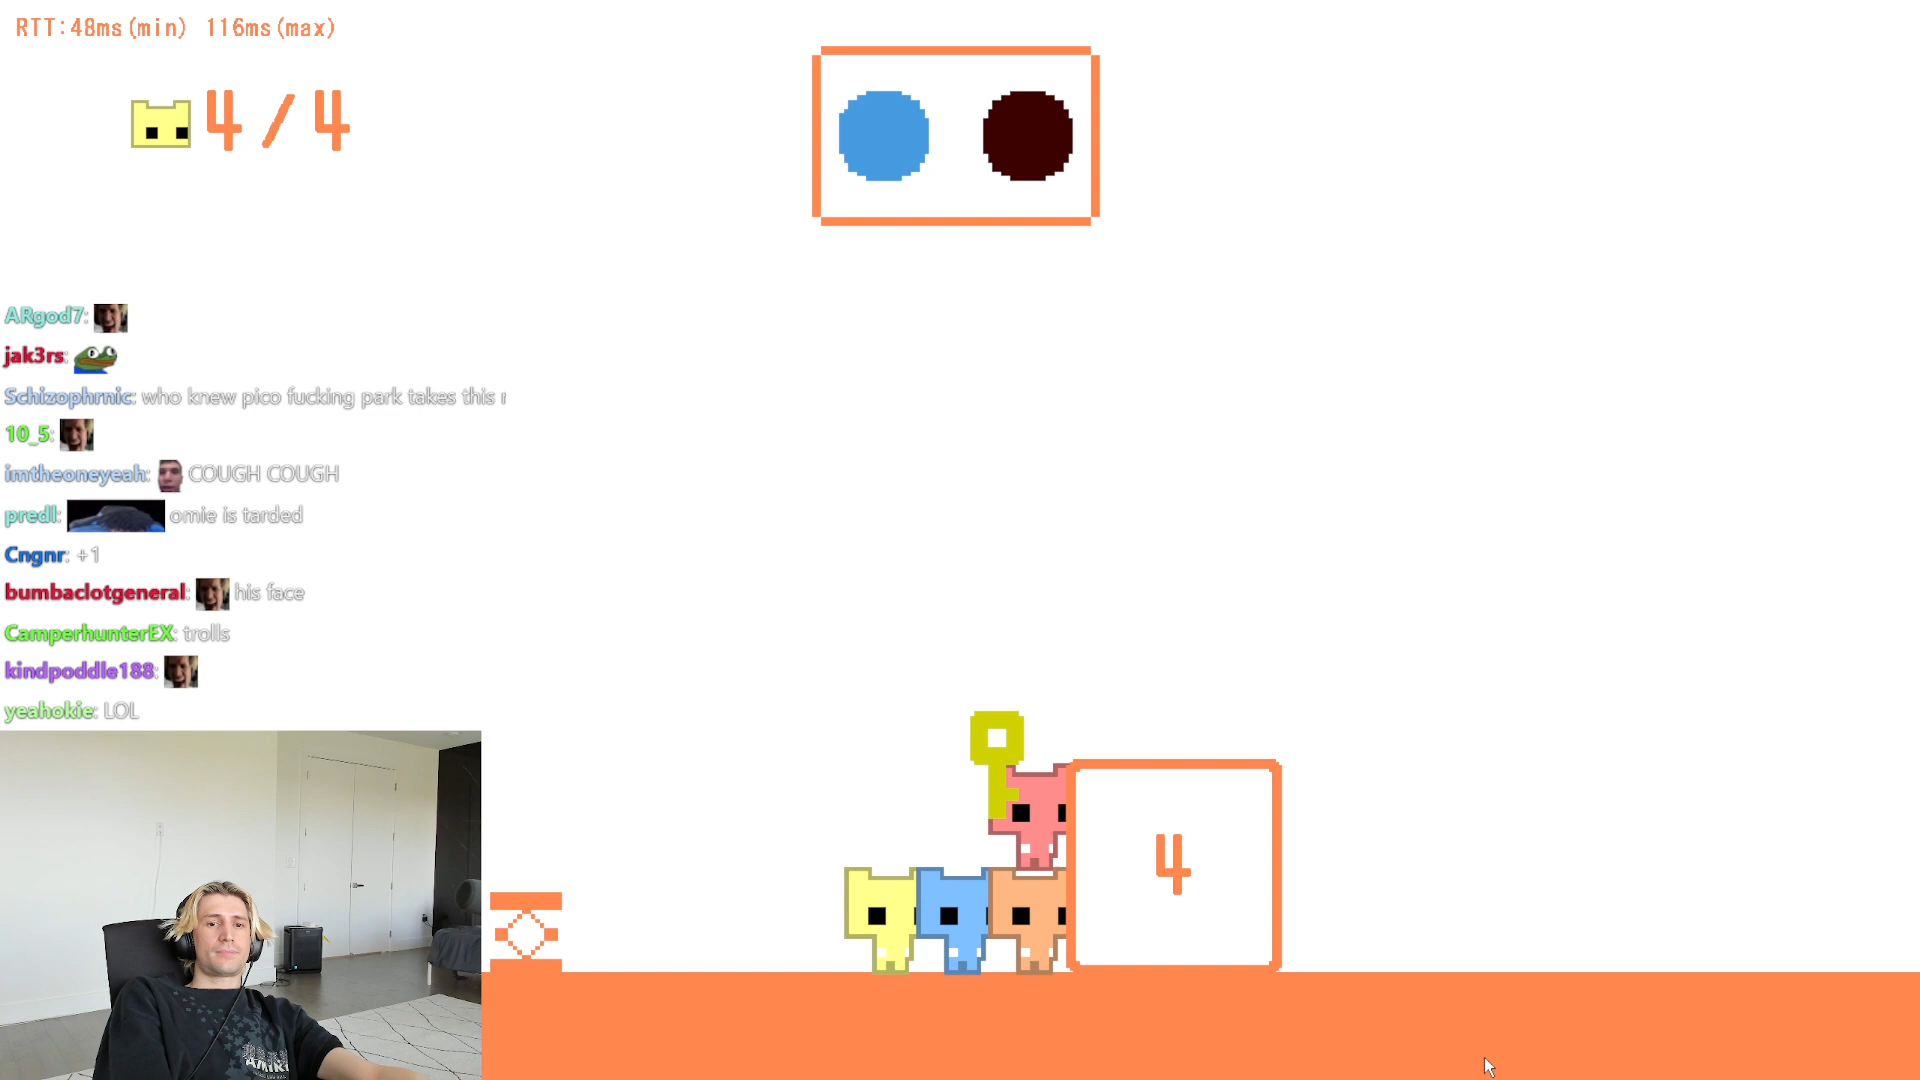 RTT:48ms(min) 116ms(max)
4/4
ARgod7:
jak3rs:
Schizophrnic: who knew pico fucking park takes this
10_5:
imtheoneyeah: COUGH COUGH
predl: omie is tarded
Cngnr: +1
bumbaclotgeneral: his face
CamperhunterEX: trolls
kindpoddle188:
yeahokie: LOL
4
AMIRI